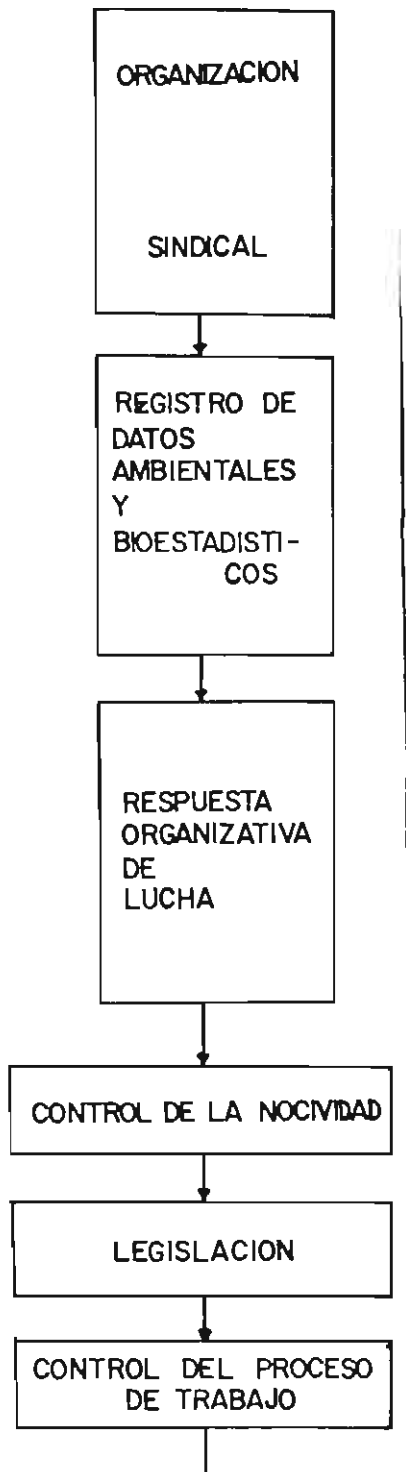 ORGANIZACION
SINDICAL
REGISTRO DE
DATOS
AMBIENTALES
Y
BIOESTADISTI-
COS
RESPUESTA
ORGANIZATIVA
DE
LUCHA
CONTROL DE LA NOCIVIDAD
LEGISLACION
CONTROL DEL PROCESO
DE TRABAJO